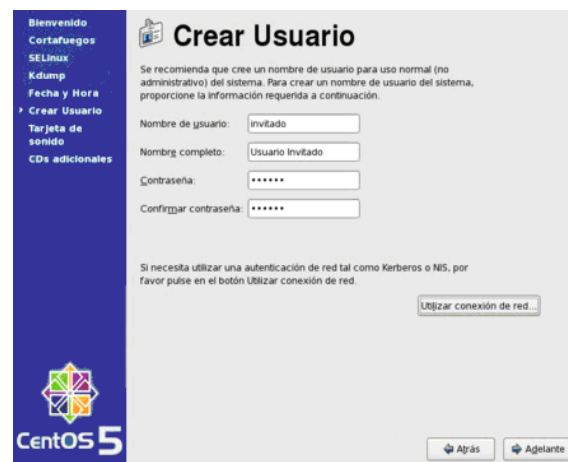 Bienvenido
Cortafuegos
SELinux
Kdump
Fecha y Hora
Crear Usuario
Tarjeta de
sonido
CDs adicionales
Crear Usuario
Se recomienda que cree un nombre de usuario para uso normal (no
administrativo) del sistema. Para crear un nombre de usuario del sistema,
proporcione la información requerida a continuación.
Nombre de usuario: invitado
Nombre completo: Usuario Invitado
Contraseña: ••••••
Confirmar contraseña: ••••••
Si necesita utilizar una autenticación de red tal como Kerberos o NIS, por
favor pulse en el botón Utilizar conexión de red.
Utilizar conexión de red...
CentOS 5
Atrás
Adelante